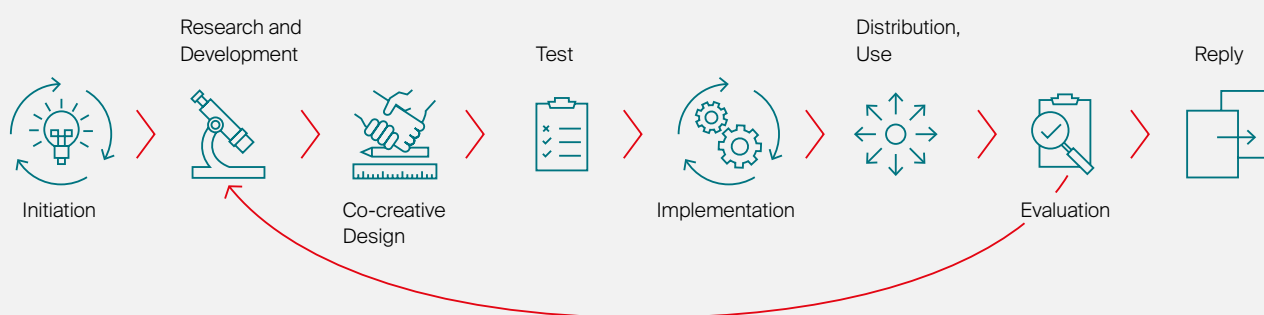 Initiation
Research and
Development
Co-creative
Design
Test
Implementation
Distribution,
Use
Evaluation
Reply